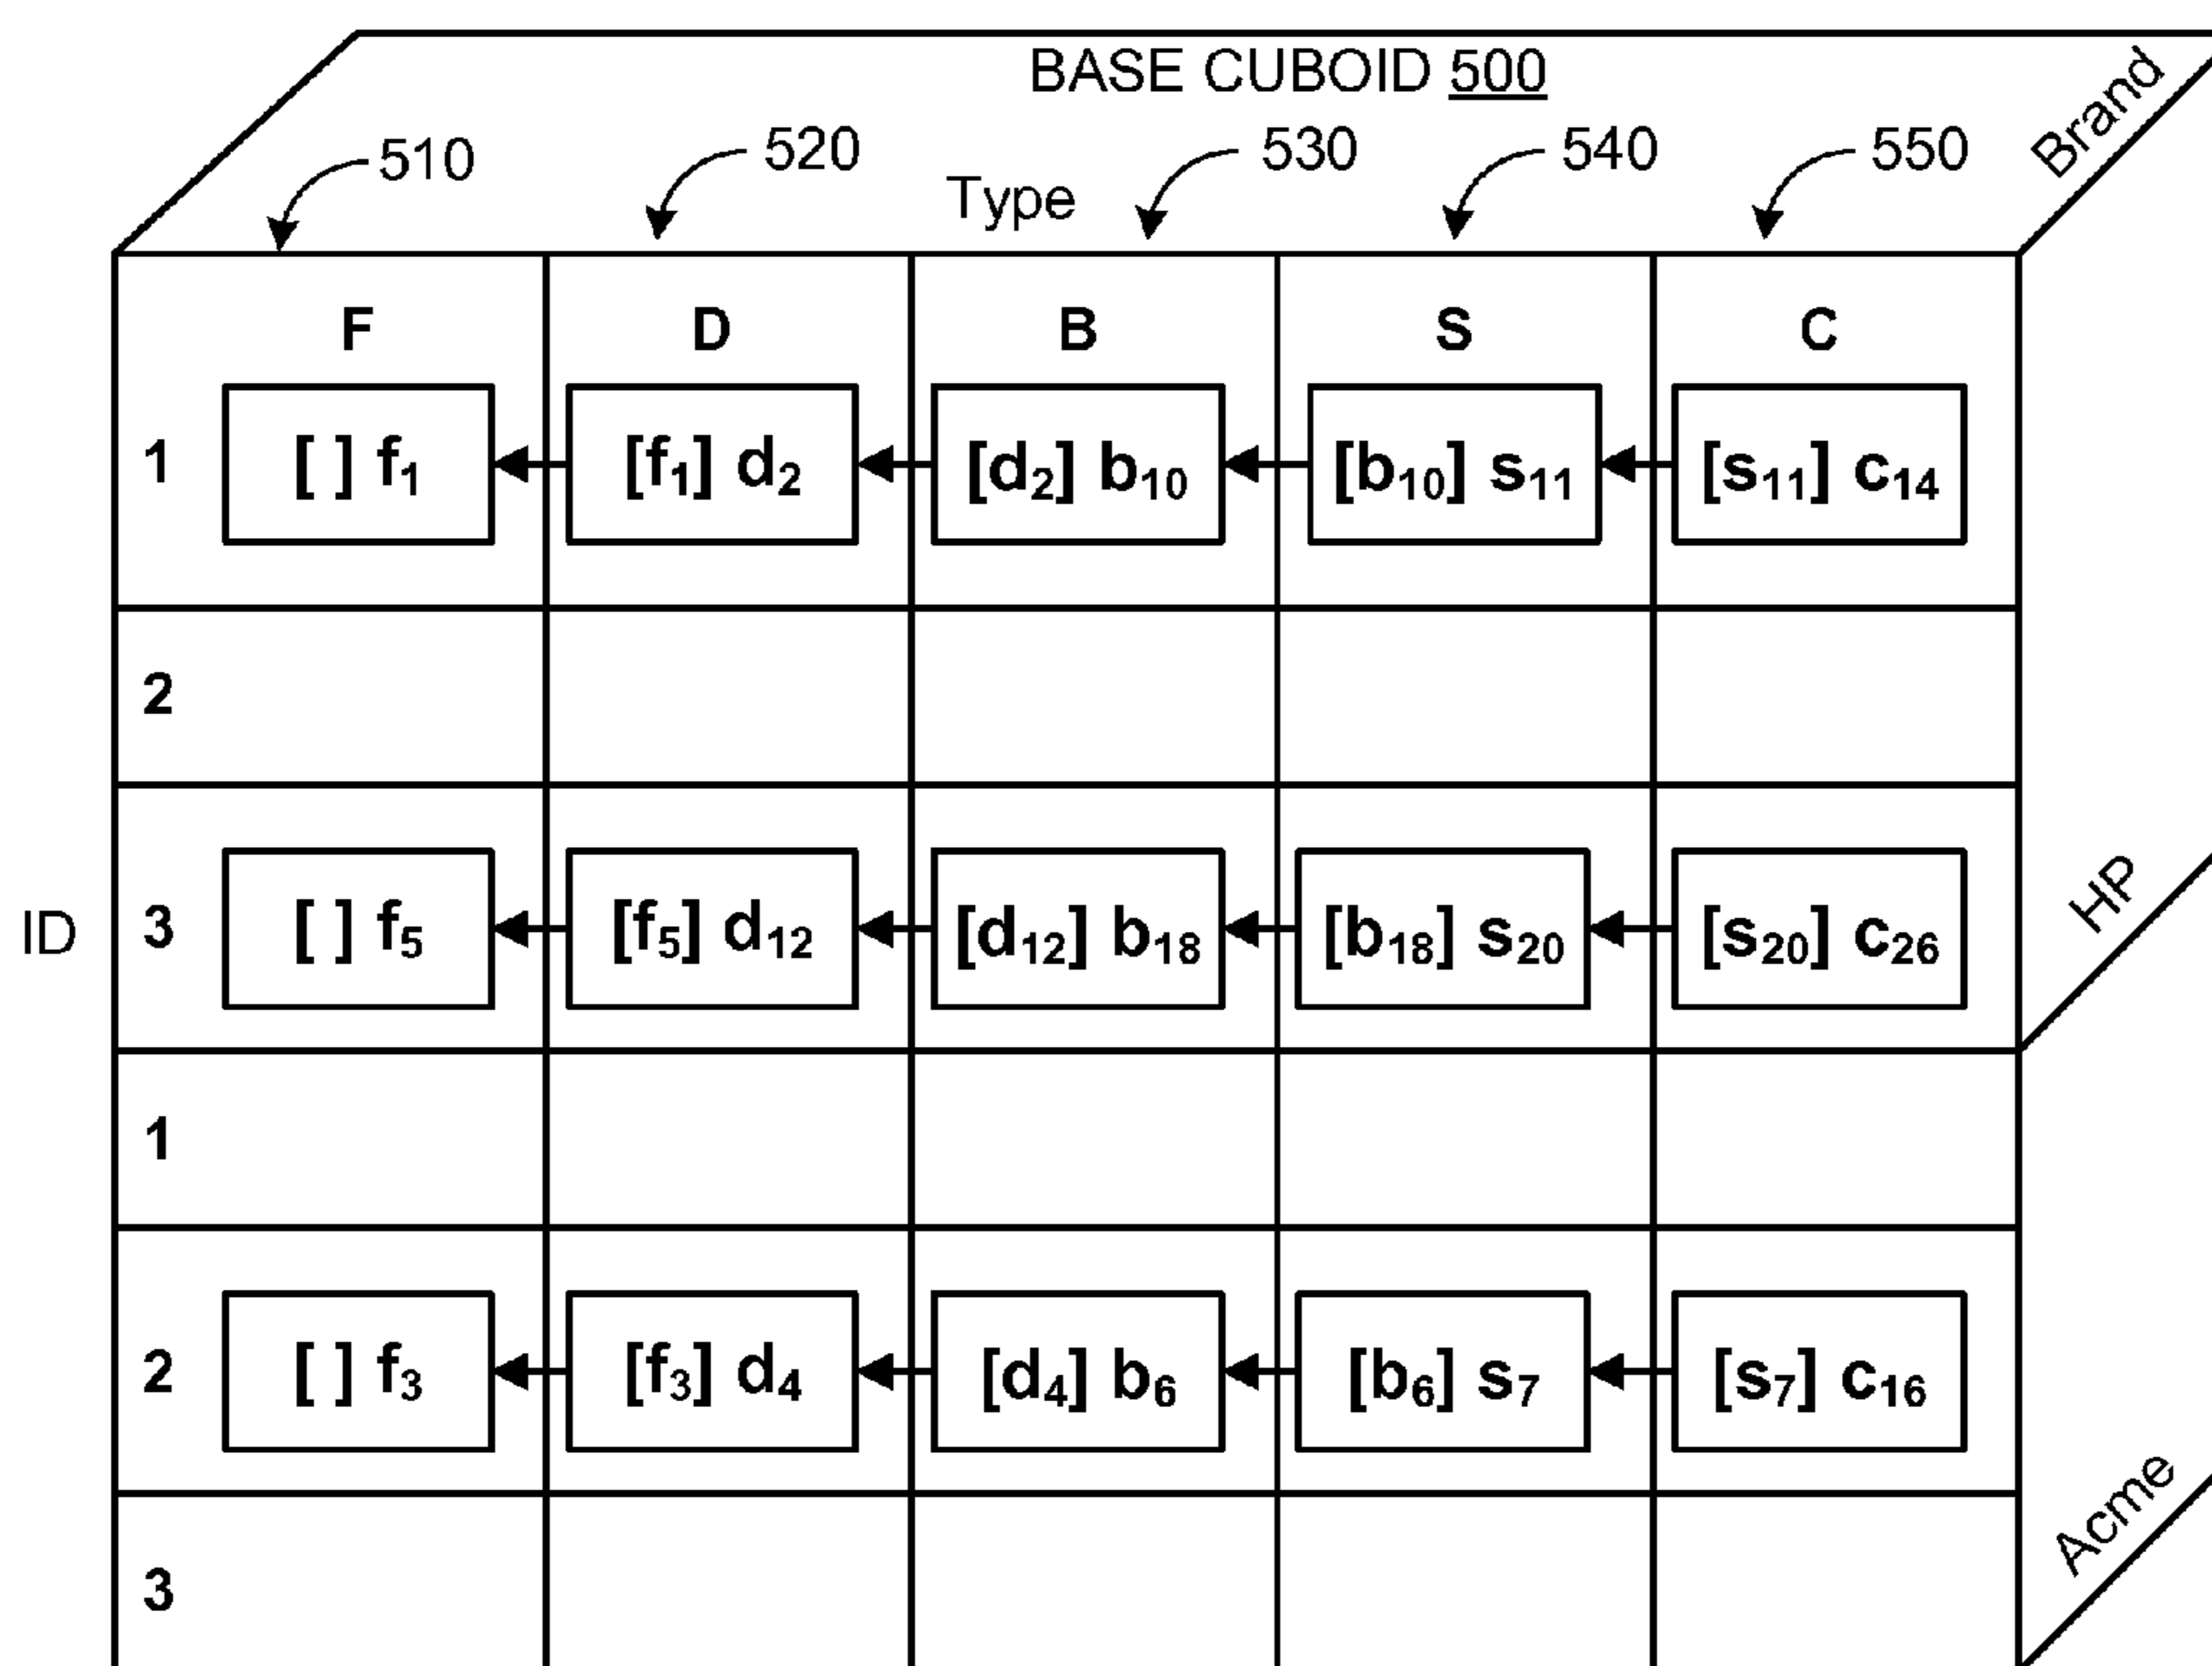 BASE CUBOID 500
Brand
510 520 530 540 550
Type
F D B S C
1 [ ] f₁ [f₁] d₂ [d₂] b₁₀ [b₁₀] s₁₁ [s₁₁] c₁₄
2
ID 3 [ ] f₅ [f₅] d₁₂ [d₁₂] b₁₈ [b₁₈] s₂₀ [s₂₀] c₂₆
HP
1
2 [ ] f₃ [f₃] d₄ [d₄] b₆ [b₆] s₇ [s₇] c₁₆
3
Acme